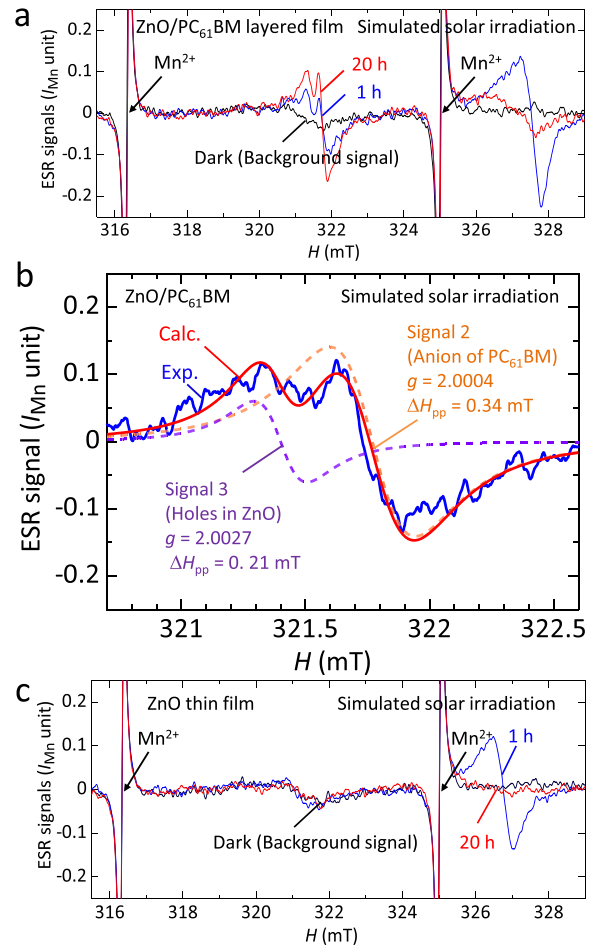 a
ZnO/PC₆₁BM layered film
Simulated solar irradiation
Mn²⁺
20 h
1 h
Mn²⁺
Dark (Background signal)
ESR signals (I_Mn unit)
0.2
0.1
0
-0.1
-0.2
316 318 320 322 324 326 328
H (mT)
b
ZnO/PC₆₁BM
Simulated solar irradiation
Calc.
Exp.
Signal 2
(Anion of PC₆₁BM)
g = 2.0004
ΔH_pp = 0.34 mT
Signal 3
(Holes in ZnO)
g = 2.0027
ΔH_pp = 0. 21 mT
ESR signal (I_Mn unit)
0.2
0.1
0
-0.1
-0.2
321 321.5 322 322.5
H (mT)
c
ZnO thin film
Simulated solar irradiation
Mn²⁺
Mn²⁺
1 h
20 h
Dark (Background signal)
ESR signals (I_Mn unit)
0.2
0.1
0
-0.1
-0.2
316 318 320 322 324 326 328
H (mT)